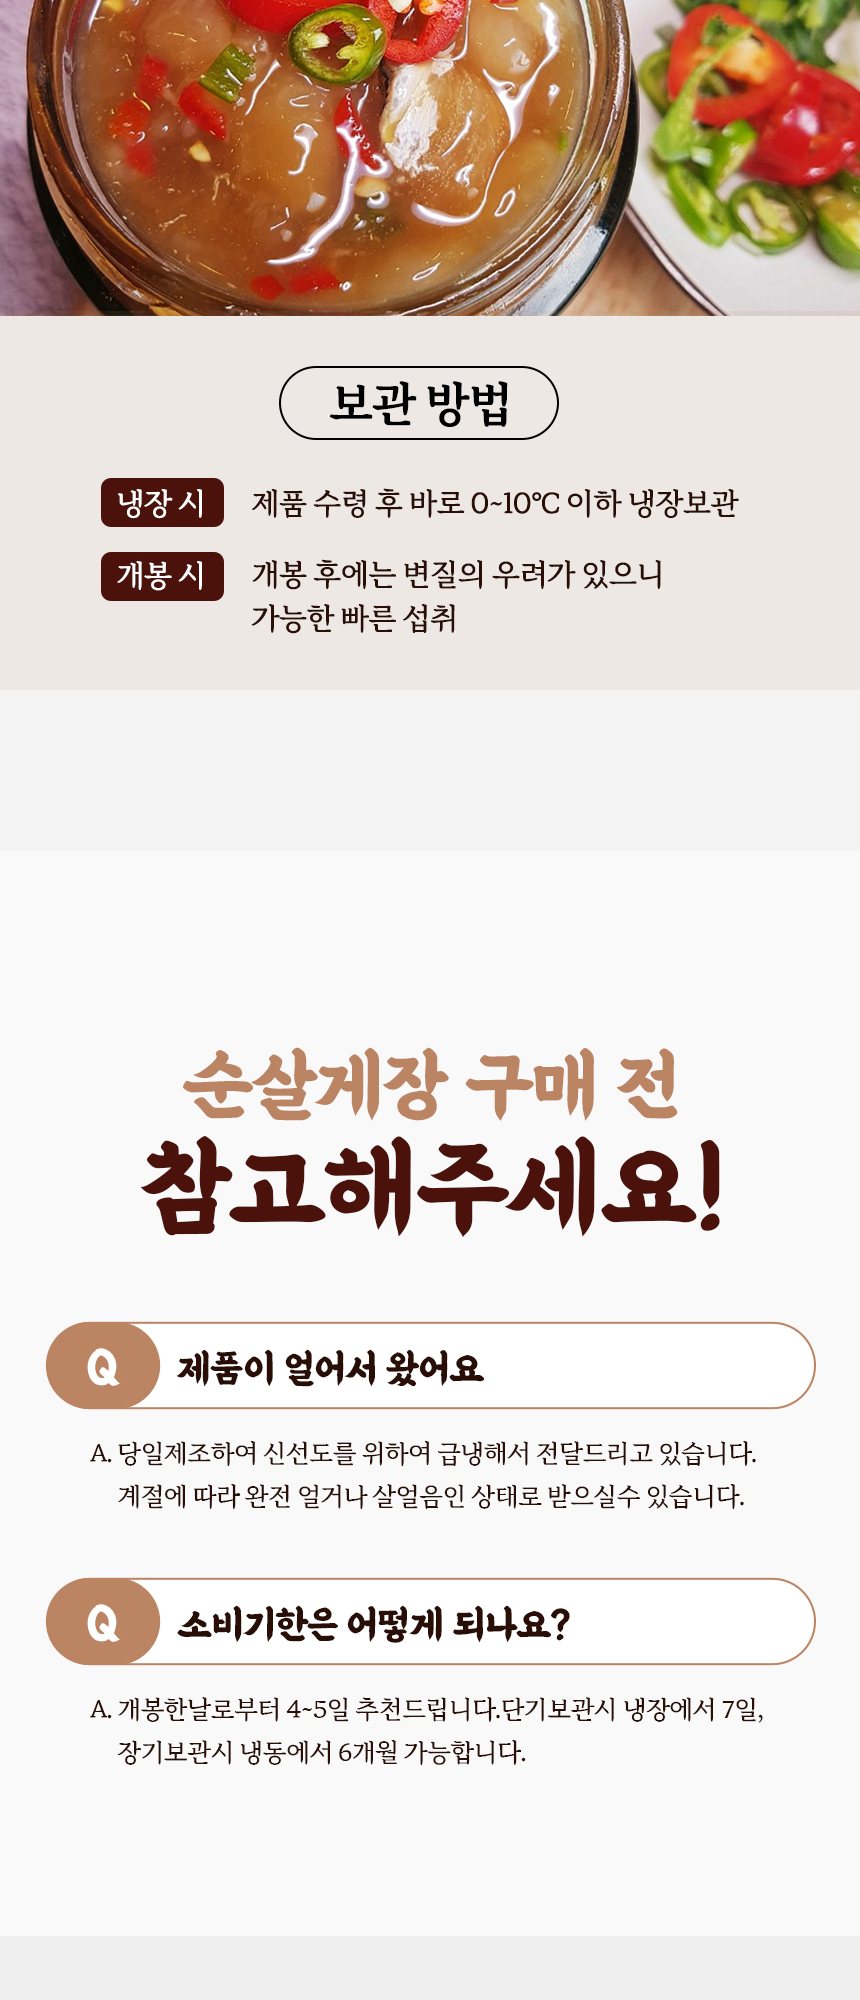 보관 방법
냉장 시 제품 수령 후 바로 0~10℃ 이하 냉장보관
개봉 시 개봉 후에는 변질의 우려가 있으니
가능한 빠른 섭취
순살게장 구매 전
참고해주세요!
Q 제품이 얼어서 왔어요
A. 당일제조하여 신선도를 위하여 급냉해서 전달드리고 있습니다.
계절에 따라 완전 얼거나 살얼음인 상태로 받으실수 있습니다.
Q 소비기한은 어떻게 되나요?
A. 개봉한날로부터 4~5일 추천드립니다.단기보관시 냉장에서 7일,
장기보관시 냉동에서 6개월 가능합니다.